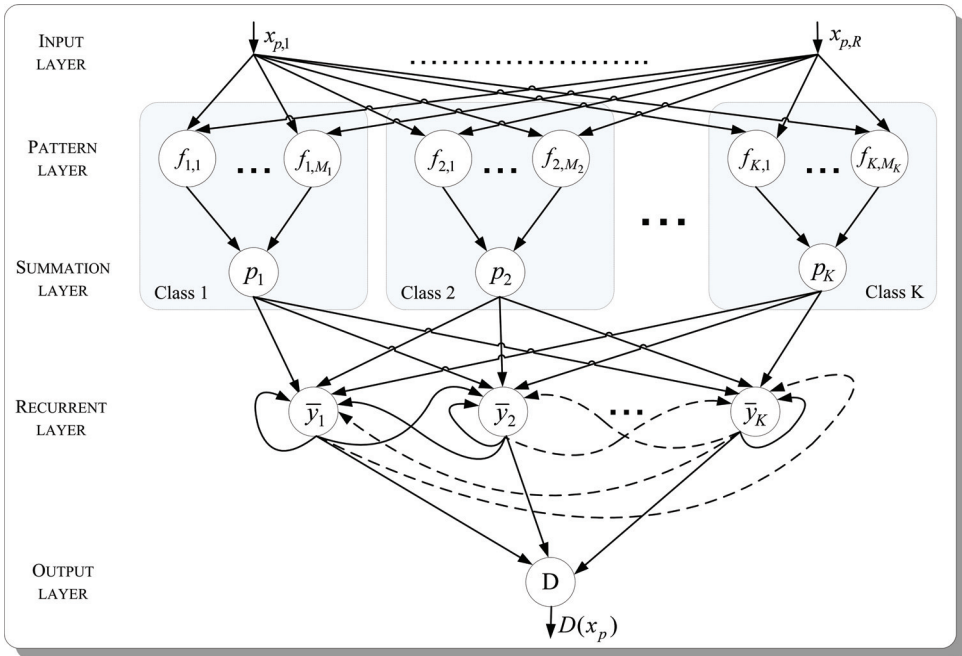 INPUT
LAYER
x_{p,1}
x_{p,R}
PATTERN
LAYER
f_{1,1} ... f_{1,M_1}
f_{2,1} ... f_{2,M_2}
...
f_{K,1} ... f_{K,M_K}
SUMMATION
LAYER
p_1
p_2
p_K
Class 1
Class 2
Class K
RECURRENT
LAYER
ȳ_1
ȳ_2
...
ȳ_K
OUTPUT
LAYER
D
D(x_p)